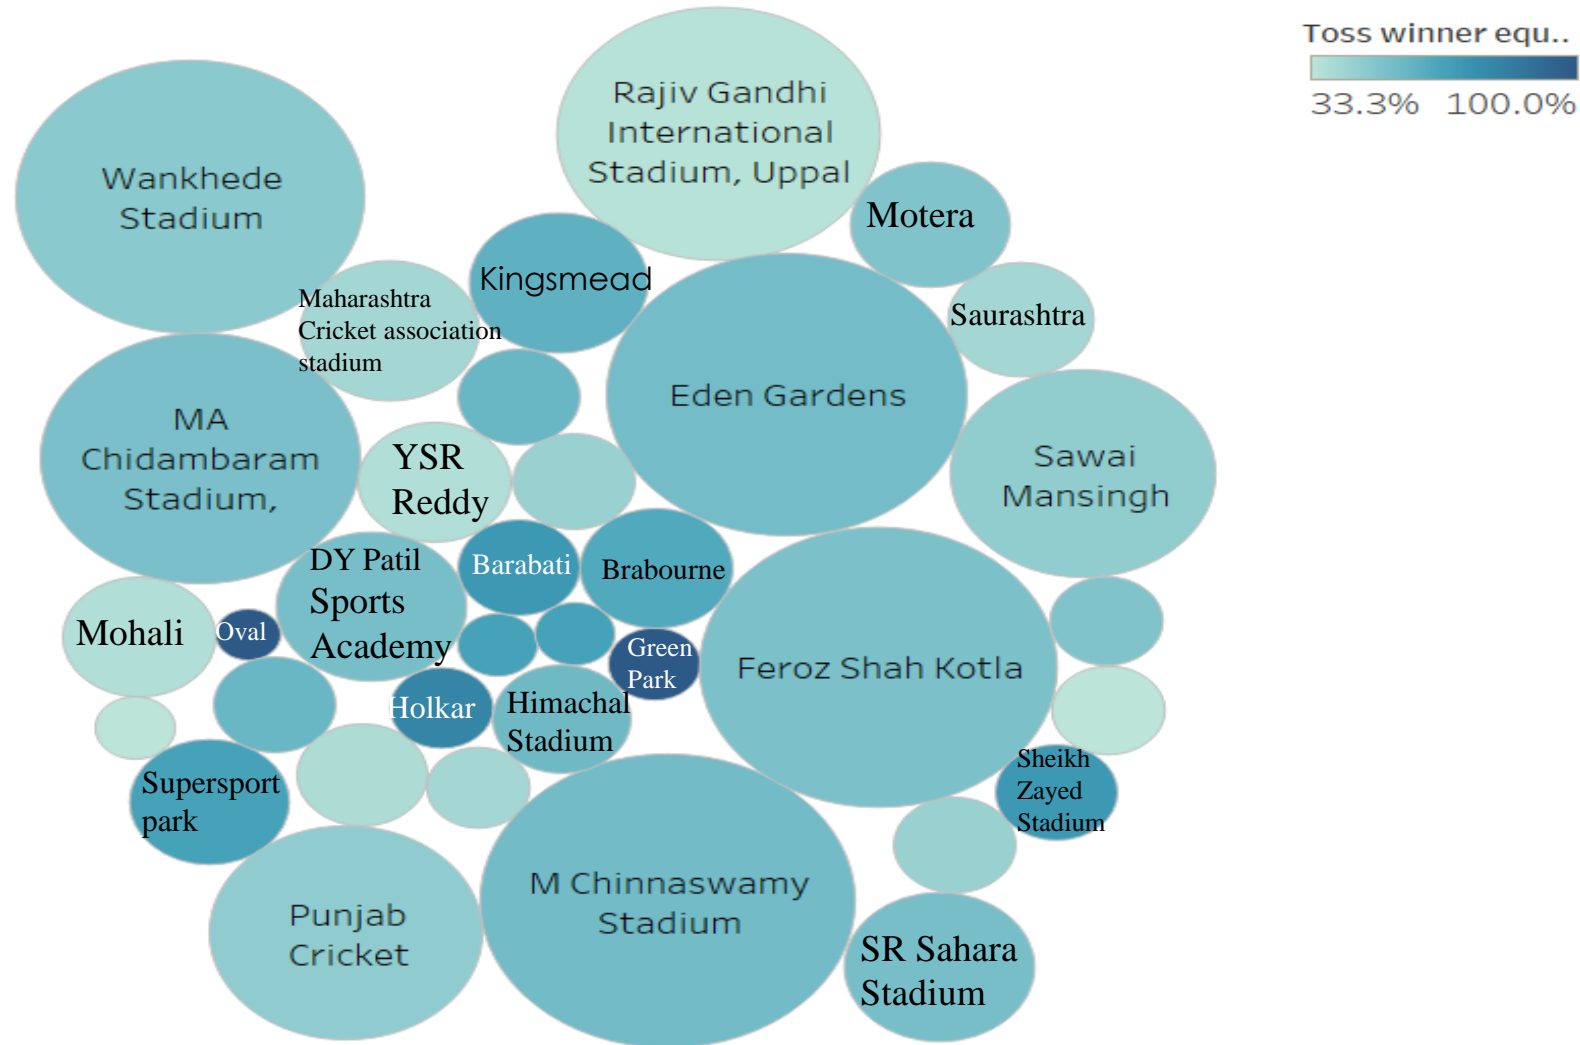 Toss winner equ..
33.3% 100.0%
Rajiv Gandhi
International
Stadium, Uppal
Wankhede
Stadium
Motera
Kingsmead
Maharashtra
Cricket association
stadium
Saurashtra
Eden Gardens
MA
Chidambaram
Stadium,
YSR
Reddy
Sawai
Mansingh
DY Patil
Sports
Academy
Barabati
Brabourne
Mohali
Oval
Green
Park
Feroz Shah Kotla
Holkar
Himachal
Stadium
Supersport
park
Sheikh
Zayed
Stadium
M Chinnaswamy
Stadium
Punjab
Cricket
SR Sahara
Stadium